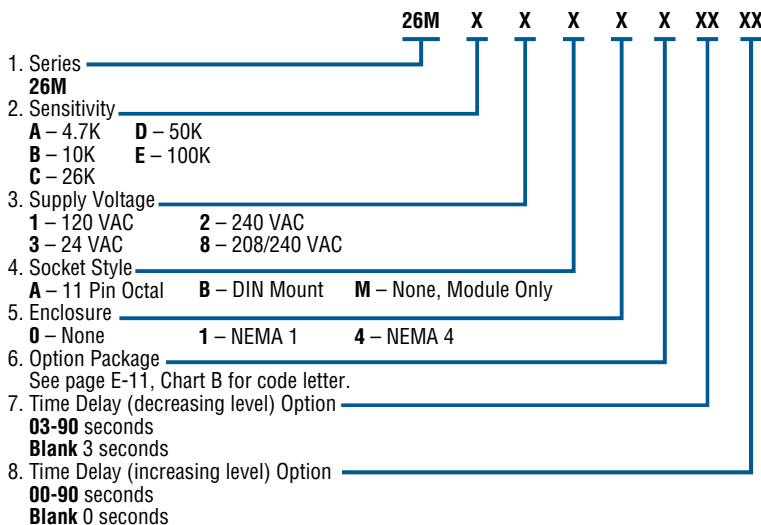 26M X X X X X XX XX
1. Series
26M
2. Sensitivity
A – 4.7K D – 50K
B – 10K E – 100K
C – 26K
3. Supply Voltage
1 – 120 VAC 2 – 240 VAC
3 – 24 VAC 8 – 208/240 VAC
4. Socket Style
A – 11 Pin Octal B – DIN Mount M – None, Module Only
5. Enclosure
0 – None 1 – NEMA 1 4 – NEMA 4
6. Option Package
See page E-11, Chart B for code letter.
7. Time Delay (decreasing level) Option
03-90 seconds
Blank 3 seconds
8. Time Delay (increasing level) Option
00-90 seconds
Blank 0 seconds